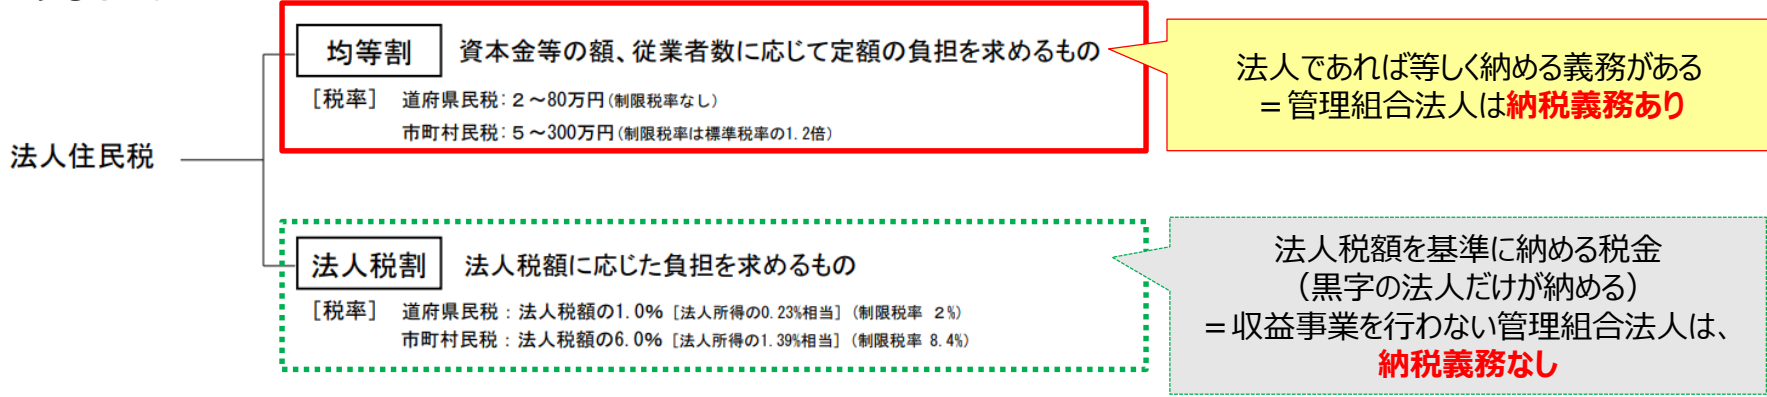 均等割 資本金等の額、従業者数に応じて定額の負担を求めるもの
[税率] 道府県民税：２～80万円(制限税率なし)
市町村民税：５～300万円(制限税率は標準税率の1.2倍)
法人であれば等しく納める義務がある
＝管理組合法人は納税義務あり
法人住民税
法人税割 法人税額に応じた負担を求めるもの
[税率] 道府県民税：法人税額の1.0％ [法人所得の0.23%相当] (制限税率 ２%)
市町村民税：法人税額の6.0％ [法人所得の1.39%相当] (制限税率 8.4%)
法人税額を基準に納める税金
（黒字の法人だけが納める）
＝収益事業を行わない管理組合法人は、
納税義務なし